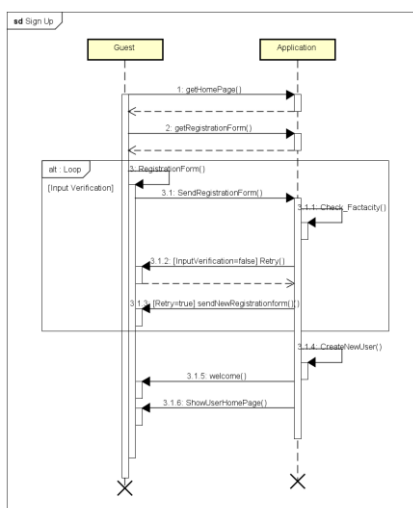 sd Sign Up
Guest
Application
1: getHomePage()
2: getRegistrationForm()
alt : Loop
3: RegistrationForm()
[Input Verification]
3.1: SendRegistrationForm()
3.1.1: Check_Factacity()
3.1.2: [InputVerification=false] Retry()
3.1.3: [Retry=true] sendNewRegistrationform()
3.1.4: CreateNewUser()
3.1.5: welcome()
3.1.6: ShowUserHomePage()